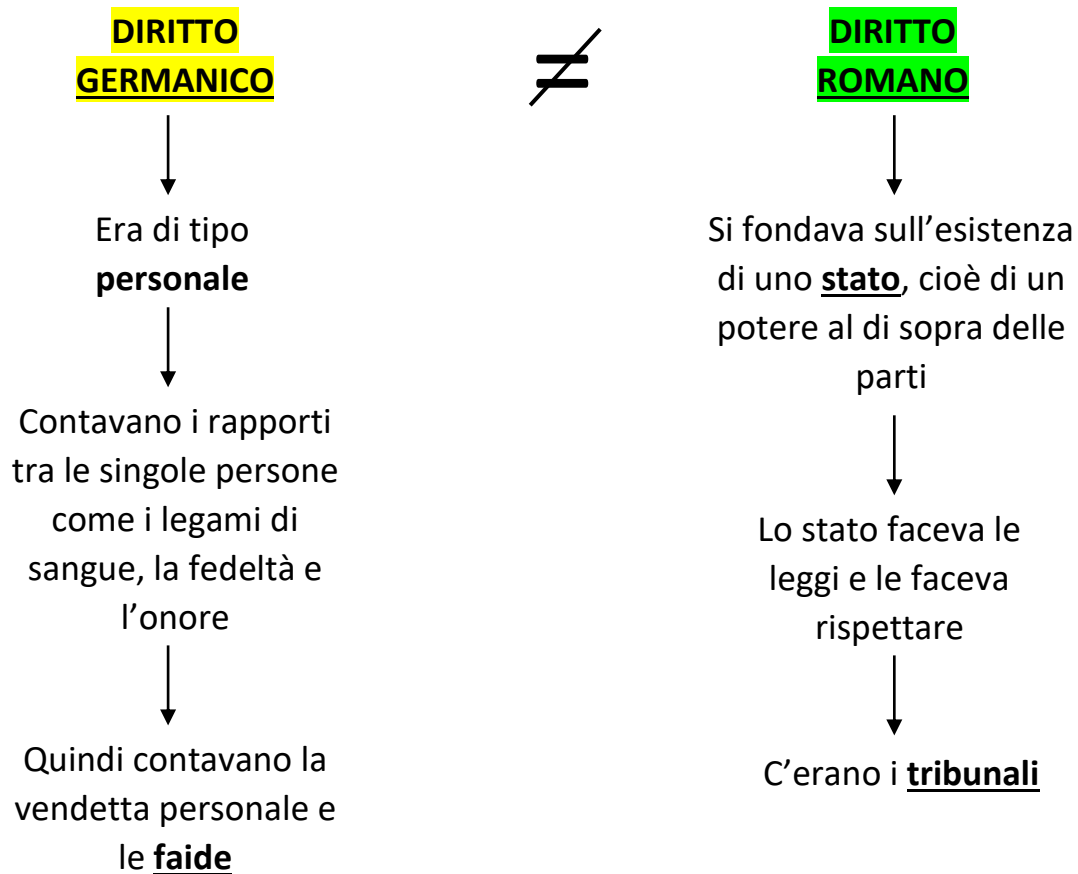 DIRITTO
GERMANICO
Era di tipo
personale
Contavano i rapporti
tra le singole persone
come i legami di
sangue, la fedeltà e
l’onore
Quindi contavano la
vendetta personale e
le faide
≠
DIRITTO
ROMANO
Si fondava sull’esistenza
di uno stato, cioè di un
potere al di sopra delle
parti
Lo stato faceva le
leggi e le faceva
rispettare
C’erano i tribunali